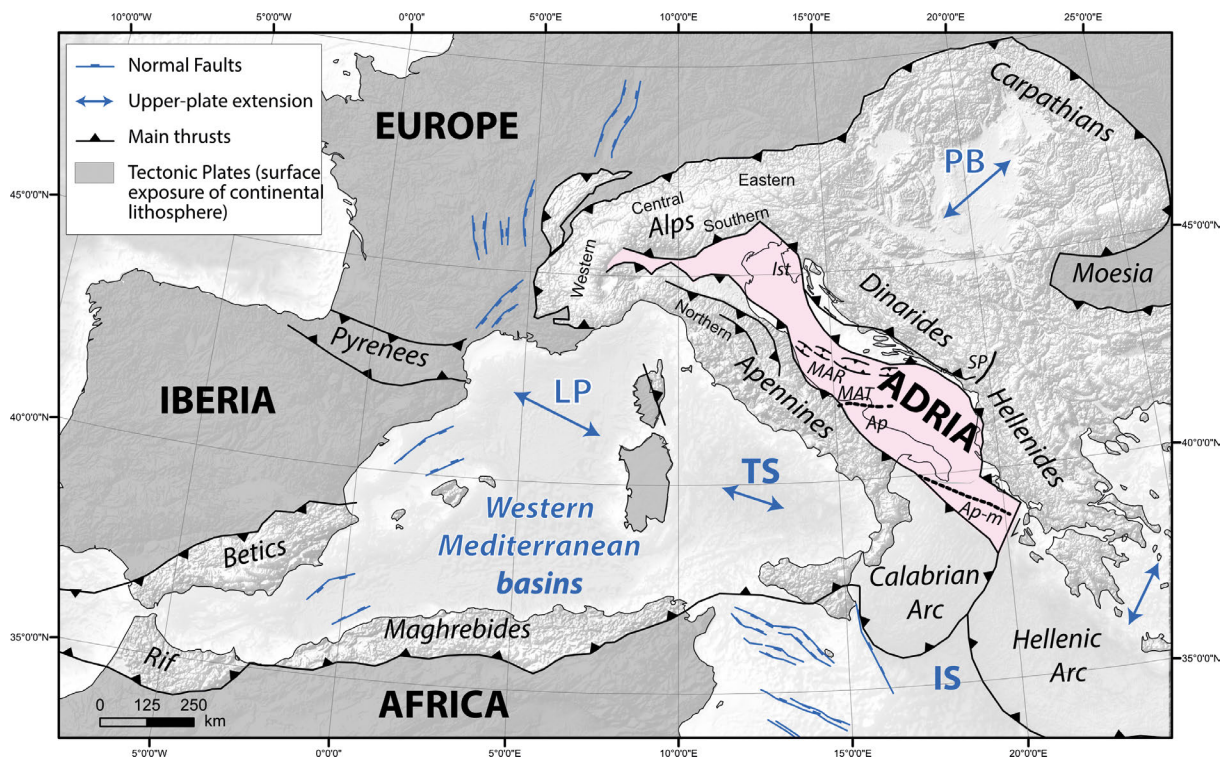 10°0'0"W 5°0'0"W 0°0'0" 5°0'0"E 10°0'0"E 15°0'0"E 20°0'0"E 25°0'0"E
Normal Faults
Upper-plate extension
Main thrusts
Tectonic Plates (surface
exposure of continental
lithosphere)
EUROPE
Carpathians
PB
45°0'0"N
45°0'0"N
Eastern
Central
Alps
Southern
Western
Ist
Moesia
Dinarides
Northern
Pyrenees
Apennines
SP
MAR
MAT
Ap
ADRIA
Hellenides
IBERIA
LP
40°0'0"N
40°0'0"N
TS
Ap-m
Western
Mediterranean
basins
Betics
Calabrian
Arc
Maghrebides
35°0'0"N
35°0'0"N
Rif
Hellenic
Arc
IS
AFRICA
0 125 250
km
5°0'0"W 0°0'0" 5°0'0"E 10°0'0"E 15°0'0"E 20°0'0"E